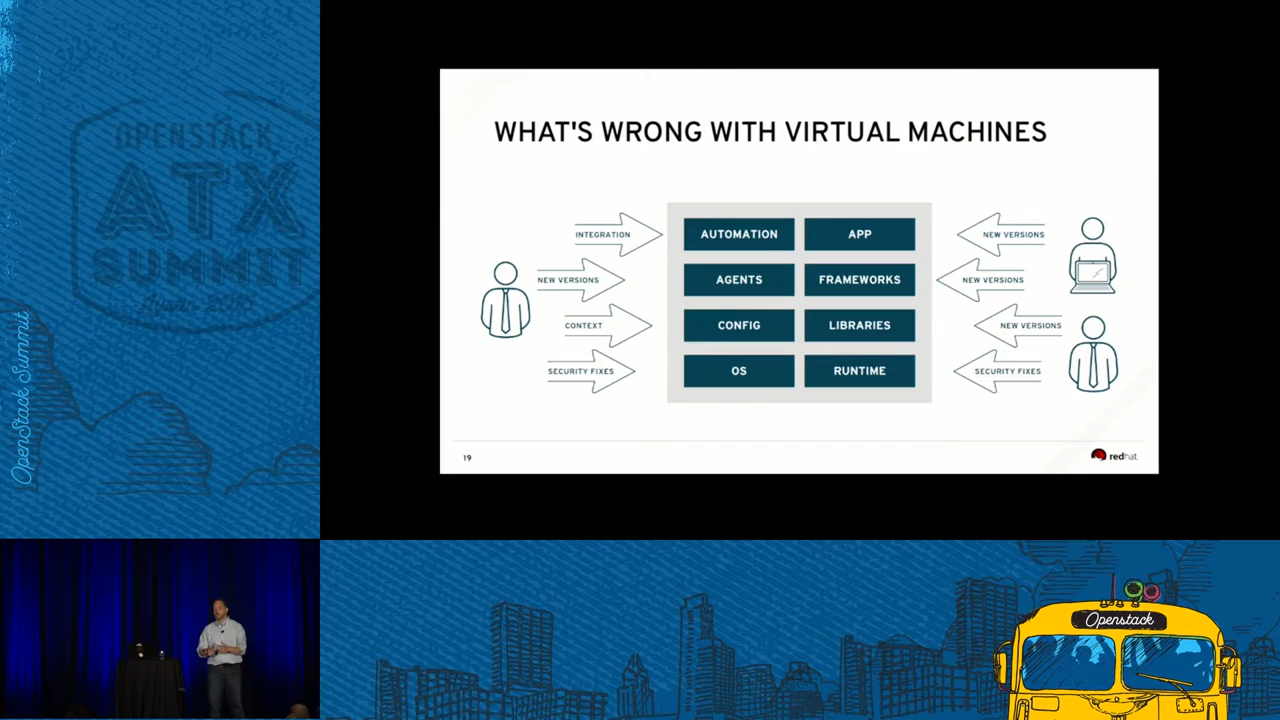 OPENSTACK
ATX
SUMMIT
OpenStack Summit
WHAT'S WRONG WITH VIRTUAL MACHINES
INTEGRATION
AUTOMATION
APP
NEW VERSIONS
NEW VERSIONS
AGENTS
FRAMEWORKS
NEW VERSIONS
CONTEXT
CONFIG
LIBRARIES
NEW VERSIONS
SECURITY FIXES
OS
RUNTIME
SECURITY FIXES
19
redhat
Openstack